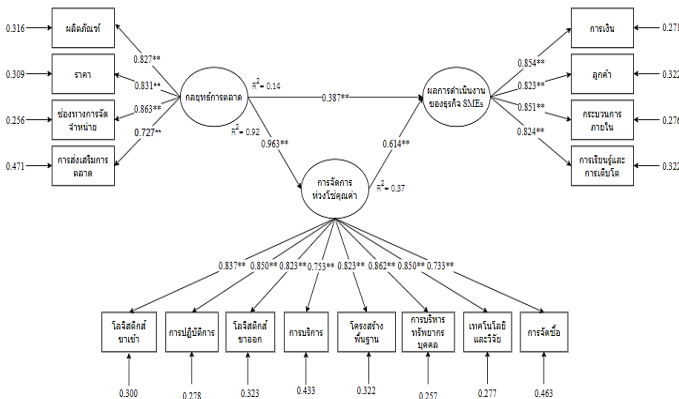 0.316
ผลิตภัณฑ์
0.827**
0.309
ราคา
0.831**
0.256
ช่องทางการจัด
จำหน่าย
0.863**
0.471
การส่งเสริมการ
ตลาด
0.727**
กลยุทธ์การตลาด
R²= 0.14
R²= 0.92
0.387**
0.963**
0.614**
การจัดการ
ห่วงโซ่คุณค่า
R²= 0.37
ผลการดำเนินงาน
ของธุรกิจ SMEs
0.854**
การเงิน
0.271
0.823**
ลูกค้า
0.322
0.851**
กระบวนการ
ภายใน
0.276
0.824**
การเรียนรู้และ
การเติบโต
0.322
0.837**
0.850**
0.823**
0.753**
0.823**
0.862**
0.850**
0.733**
โลจิสติกส์
ขาเข้า
การปฏิบัติการ
โลจิสติกส์
ขาออก
การบริการ
โครงสร้าง
พื้นฐาน
การบริหาร
ทรัพยากร
บุคคล
เทคโนโลยี
และวิจัย
การจัดซื้อ
0.300
0.278
0.323
0.433
0.322
0.257
0.277
0.463